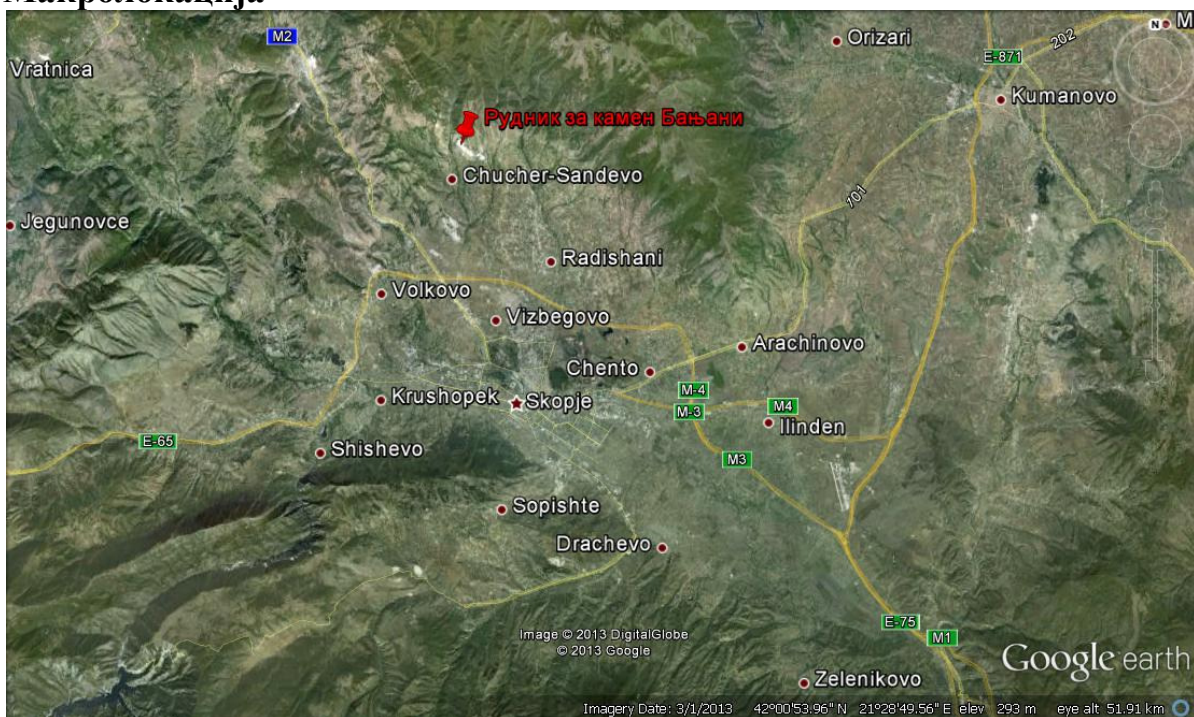 Макролокација
M2
Orizari
N
M
202
E-871
Vratnica
Kumanovo
Рудник за камен Бањани
Chucher-Sandevo
101
Jegunovce
Radishani
Volkovo
Vizbegovo
Arachinovo
Chento
M-4
Krushopek
Skopje
M-3
M4
Ilinden
E-65
Shishevo
M3
Sopishte
Drachevo
E-75
M1
Image © 2013 DigitalGlobe
© 2013 Google
Google earth
Zelenikovo
Imagery Date: 3/1/2013 42°00'53.96" N 21°28'49.56" E elev 293 m eye alt 51.91 km